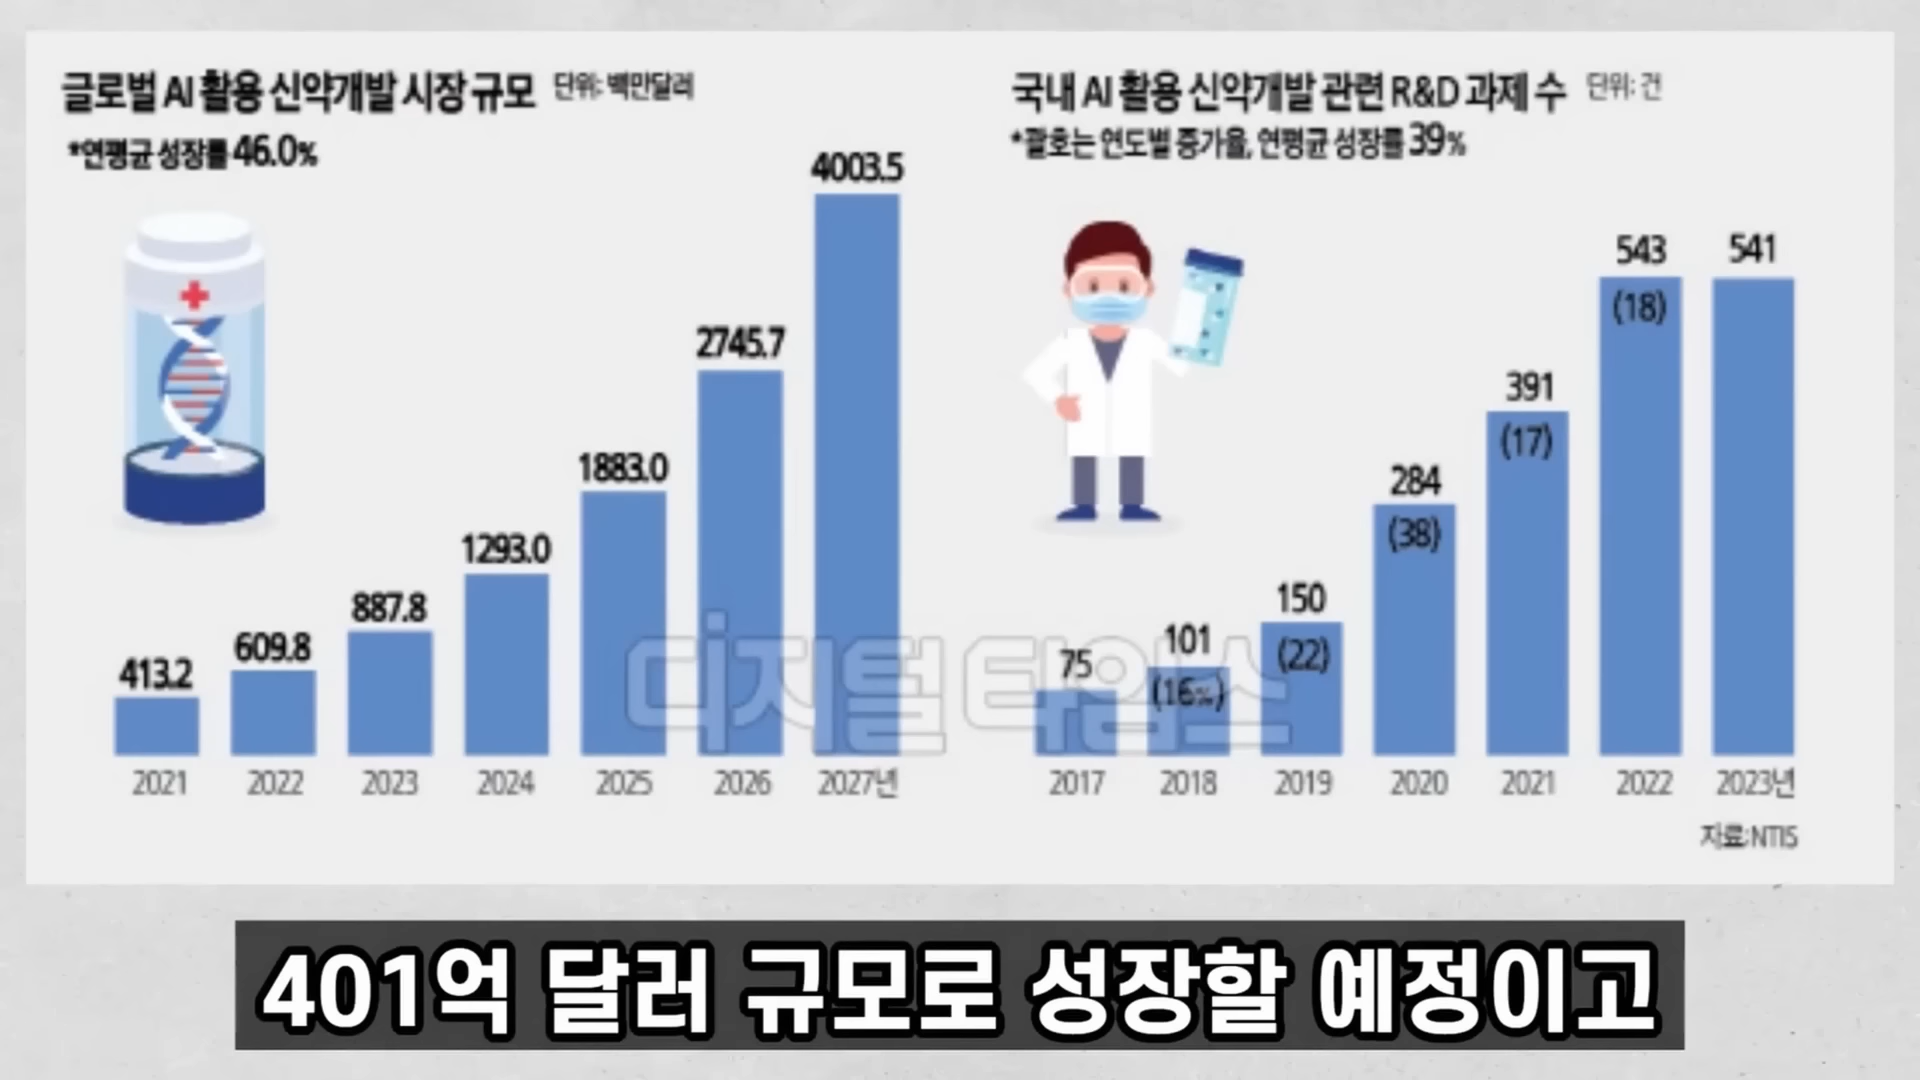 글로벌 AI 활용 신약개발 시장 규모 단위: 백만달러
*연평균 성장률 46.0%
413.2
609.8
887.8
1293.0
1883.0
2745.7
4003.5
2021 2022 2023 2024 2025 2026 2027년
국내 AI 활용 신약개발 관련 R&D 과제 수 단위: 건
*괄호는 연도별 증가율, 연평균 성장률 39%
75
101
(16%)
150
(22)
284
(38)
391
(17)
543
(18)
541
2017 2018 2019 2020 2021 2022 2023년
자료:NTIS
디지털타임스
401억 달러 규모로 성장할 예정이고